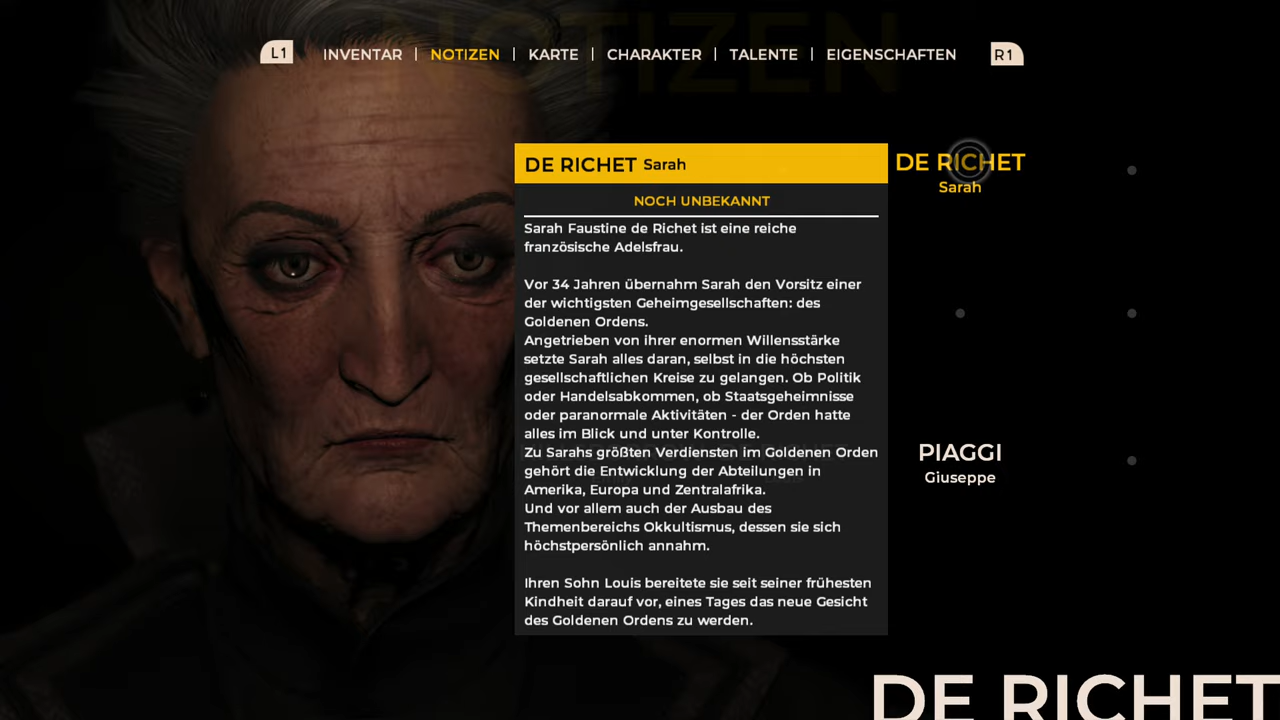 NOTIZEN
L1 INVENTAR | NOTIZEN | KARTE | CHARAKTER | TALENTE | EIGENSCHAFTEN R1
DE RICHET Sarah
NOCH UNBEKANNT
Sarah Faustine de Richet ist eine reiche
französische Adelsfrau.
Vor 34 Jahren übernahm Sarah den Vorsitz einer
der wichtigsten Geheimgesellschaften: des
Goldenen Ordens.
Angetrieben von ihrer enormen Willensstärke
setzte Sarah alles daran, selbst in die höchsten
gesellschaftlichen Kreise zu gelangen. Ob Politik
oder Handelsabkommen, ob Staatsgeheimnisse
oder paranormale Aktivitäten - der Orden hatte
alles im Blick und unter Kontrolle.
Zu Sarahs größten Verdiensten im Goldenen Orden
gehört die Entwicklung der Abteilungen in
Amerika, Europa und Zentralafrika.
Und vor allem auch der Ausbau des
Themenbereichs Okkultismus, dessen sie sich
höchstpersönlich annahm.
Ihren Sohn Louis bereitete sie seit seiner frühesten
Kindheit darauf vor, eines Tages das neue Gesicht
des Goldenen Ordens zu werden.
DE RICHET
Sarah
PIAGGI
Giuseppe
DE RICHET